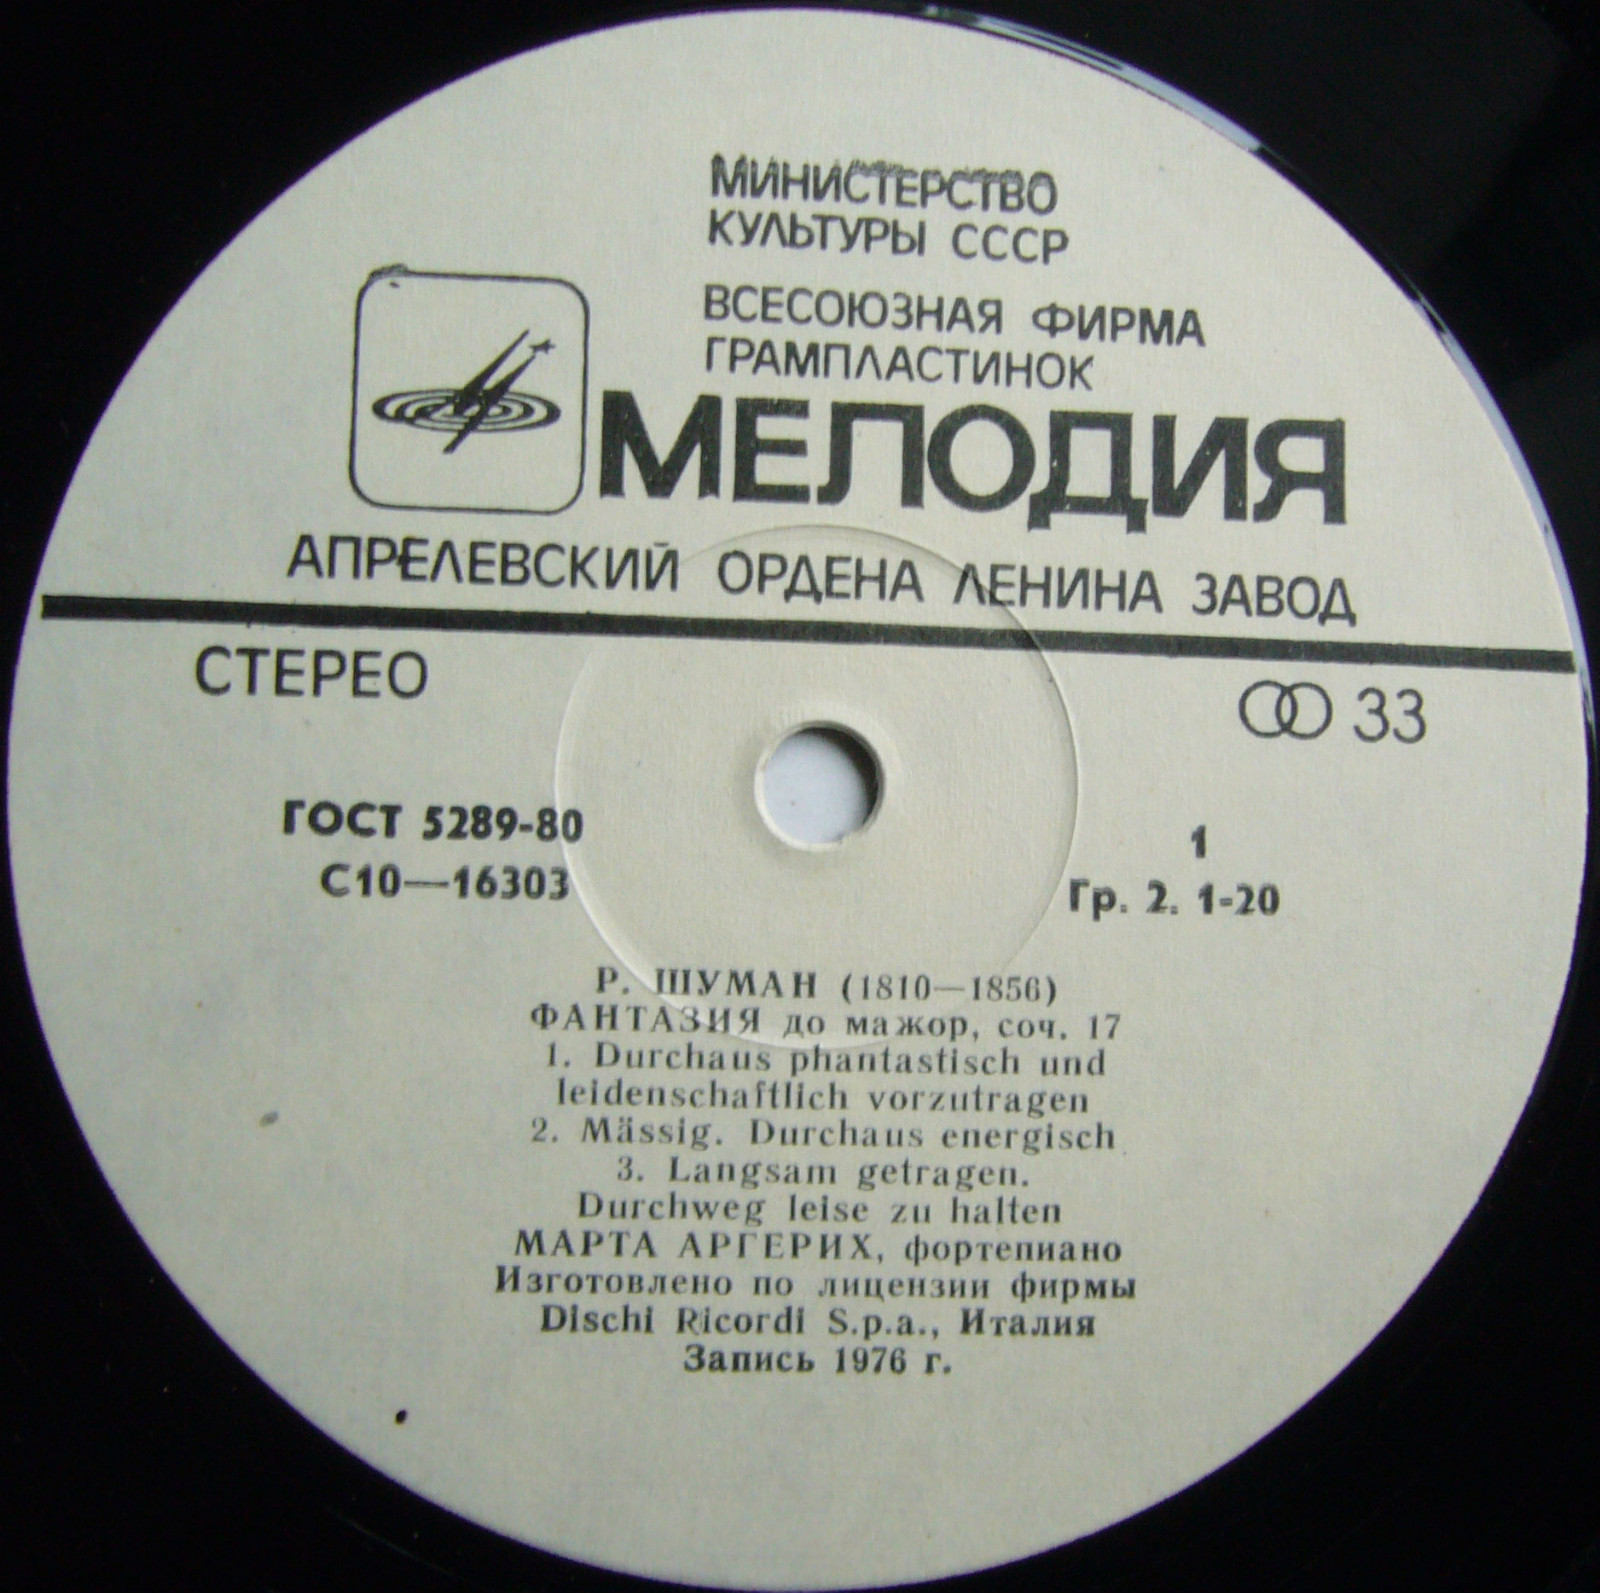 МИНИСТЕРСТВО
КУЛЬТУРЫ СССР
ВСЕСОЮЗНАЯ ФИРМА
ГРАМПЛАСТИНОК
МЕЛОДИЯ
АПРЕЛЕВСКИЙ ОРДЕНА ЛЕНИНА ЗАВОД
СТЕРЕО
33
ГОСТ 5289-80
С10—16303
1
Гр. 2. 1-20
Р. ШУМАН (1810—1856)
ФАНТАЗИЯ до мажор, соч. 17
1. Durchaus phantastisch und
leidenschaftlich vorzutragen
2. Mässig. Durchaus energisch
3. Langsam getragen.
Durchweg leise zu halten
МАРТА АРГЕРИХ, фортепиано
Изготовлено по лицензии фирмы
Dischi Ricordi S.p.a., Италия
Запись 1976 г.